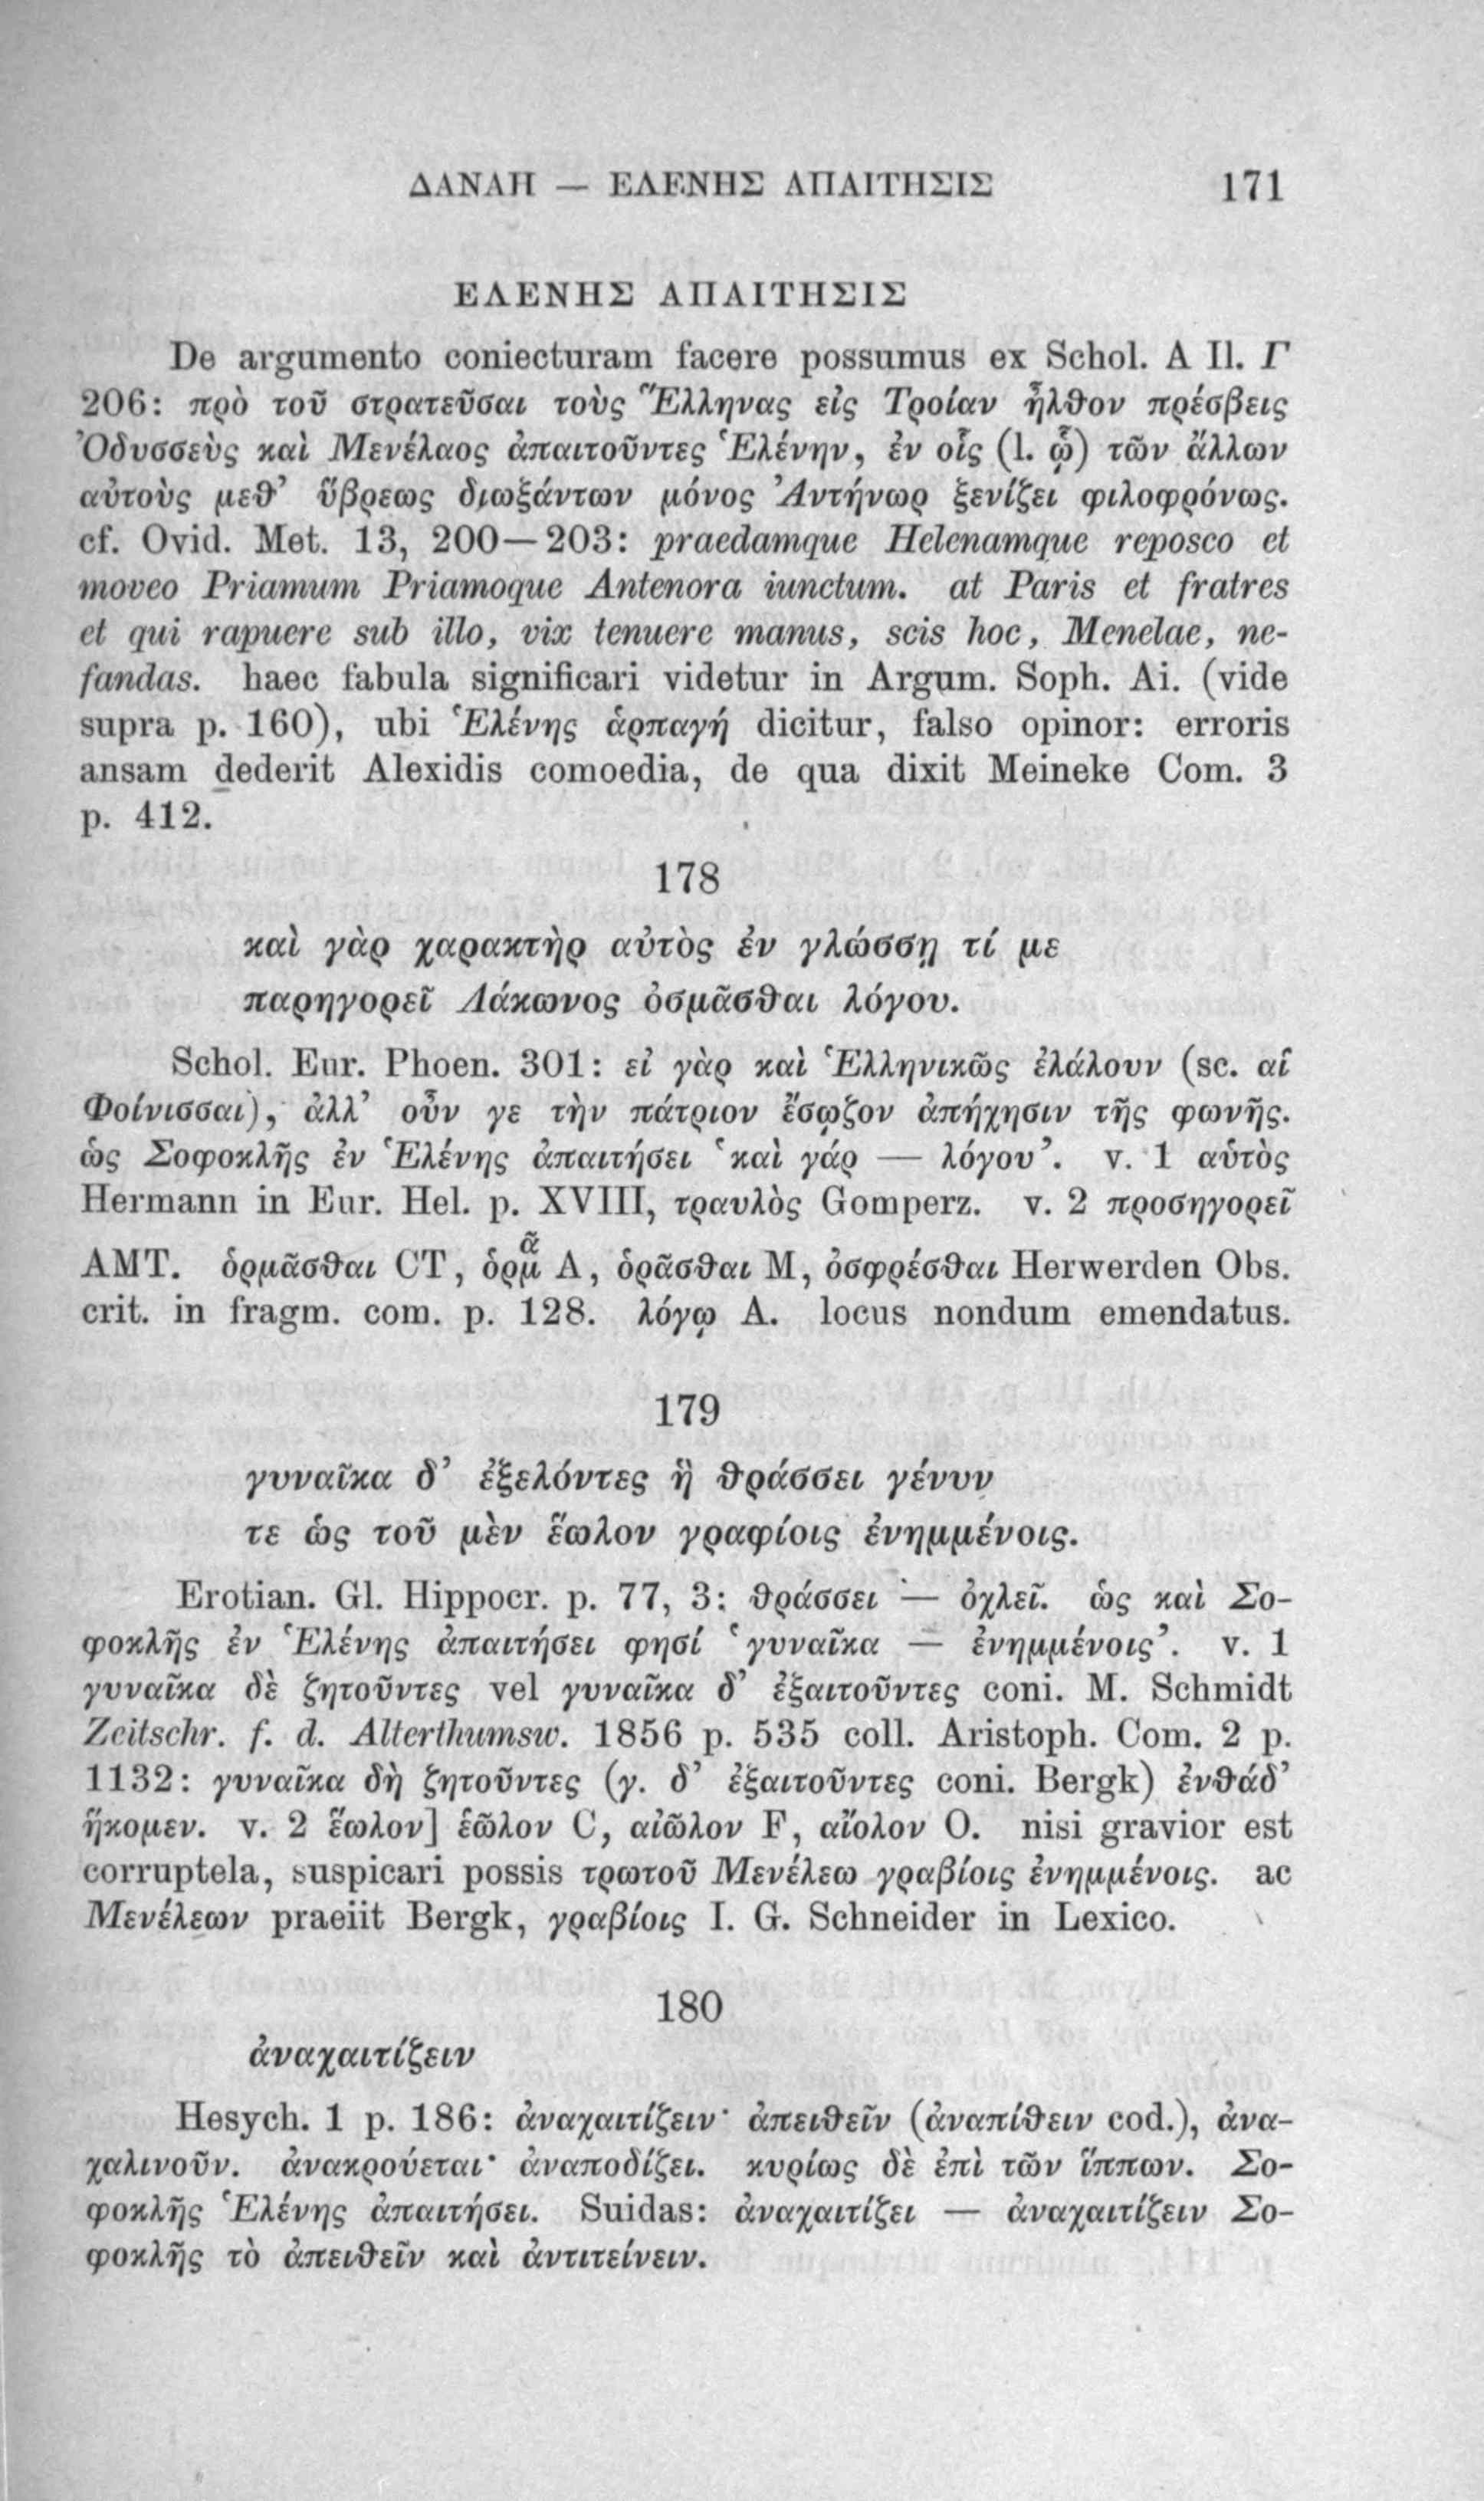 ΔΑΝΑΗ — ΕΛΕΝΗΣ ΑΠΑΙΤΗΣΙΣ 171
ΕΛΕΝΗΣ ΑΠΑΙΤΗΣΙΣ
De argumento coniecturam facere possumus ex Schol. A Il. Γ
206: πρὸ τοῦ στρατεῦσαι τοὺς Ἕλληνας εἰς Τροίαν ἦλθον πρέσβεις
Ὀδυσσεὺς καὶ Μενέλαος ἀπαιτοῦντες Ἑλένην, ἐν οἷς (l. ᾧ) τῶν ἄλλων
αὐτοὺς μεθ’ ὕβρεως διωξάντων μόνος Ἀντήνωρ ξενίζει φιλοφρόνως.
cf. Ovid. Met. 13, 200—203: praedamque Helenamque reposco et
moveo Priamum Priamoque Antenora iunctum. at Paris et fratres
et qui rapuere sub illo, vix tenuere manus, scis hoc, Menelae, ne-
fandas. haec fabula significari videtur in Argum. Soph. Ai. (vide
supra p. 160), ubi Ἑλένης ἁρπαγή dicitur, falso opinor: erroris
ansam dederit Alexidis comoedia, de qua dixit Meineke Com. 3
p. 412.
178
καὶ γὰρ χαρακτὴρ αὐτὸς ἐν γλώσσῃ τί με
παρηγορεῖ Λάκωνος ὀσμᾶσθαι λόγου.
Schol. Eur. Phoen. 301: εἰ γὰρ καὶ Ἑλληνικῶς ἐλάλουν (sc. αἱ
Φοίνισσαι), ἀλλ’ οὖν γε τὴν πάτριον ἔσῳζον ἀπήχησιν τῆς φωνῆς.
ὡς Σοφοκλῆς ἐν Ἑλένης ἀπαιτήσει ‘καὶ γάρ — λόγου’. v. 1 αὑτὸς
Hermann in Eur. Hel. p. XVIII, τραυλὸς Gomperz. v. 2 προσηγορεῖ
AMT. ὁρμᾶσθαι CT, ὁρμᾶ A, ὁρᾶσθαι M, ὀσφρέσθαι Herwerden Obs.
crit. in fragm. com. p. 128. λόγῳ A. locus nondum emendatus.
179
γυναῖκα δ’ ἐξελόντες ἣ θράσσει γένυν
τε ὡς τοῦ μὲν ἕωλον γραφίοις ἐνημμένοις.
Erotian. Gl. Hippocr. p. 77, 3: θράσσει — ὀχλεῖ. ὡς καὶ Σο-
φοκλῆς ἐν Ἑλένης ἀπαιτήσει φησί ‘γυναῖκα — ἐνημμένοις’. v. 1
γυναῖκα δὲ ζητοῦντες vel γυναῖκα δ’ ἐξαιτοῦντες coni. M. Schmidt
Zeitschr. f. d. Alterthumsw. 1856 p. 535 coll. Aristoph. Com. 2 p.
1132: γυναῖκα δὴ ζητοῦντες (γ. δ’ ἐξαιτοῦντες coni. Bergk) ἐνθάδ’
ἥκομεν. v. 2 ἕωλον] ἑῶλον C, αἰῶλον F, αἴολον O. nisi gravior est
corruptela, suspicari possis τρωτοῦ Μενέλεω γραβίοις ἐνημμένοις. ac
Μενέλεων praeiit Bergk, γραβίοις I. G. Schneider in Lexico.
180
ἀναχαιτίζειν
Hesych. 1 p. 186: ἀναχαιτίζειν· ἀπειθεῖν (ἀναπίθειν cod.), ἀνα-
χαλινοῦν. ἀνακρούεται· ἀναποδίζει. κυρίως δὲ ἐπὶ τῶν ἵππων. Σο-
φοκλῆς Ἑλένης ἀπαιτήσει. Suidas: ἀναχαιτίζει — ἀναχαιτίζειν Σο-
φοκλῆς τὸ ἀπειθεῖν καὶ ἀντιτείνειν.